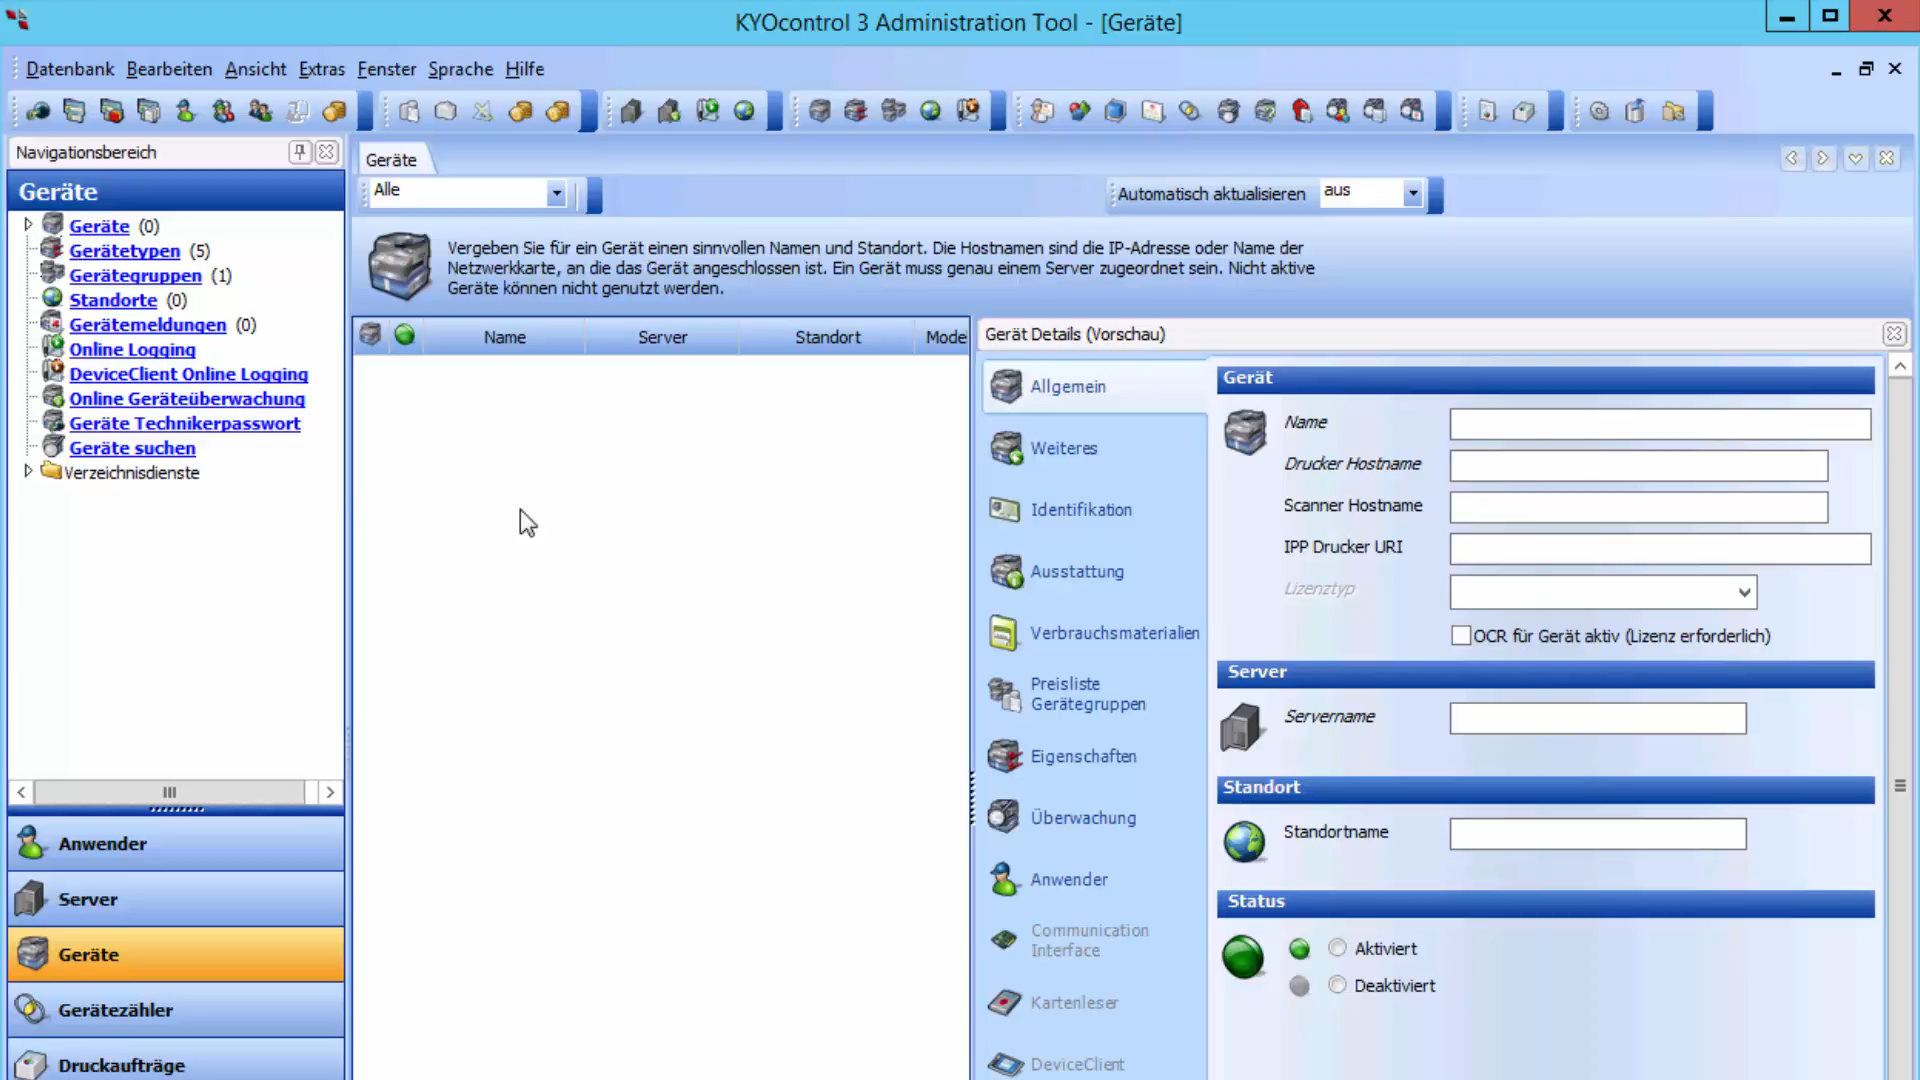 KYOcontrol 3 Administration Tool - [Geräte]
Datenbank Bearbeiten Ansicht Extras Fenster Sprache Hilfe
Navigationsbereich
Geräte
Geräte (0)
Gerätetypen (5)
Gerätegruppen (1)
Standorte (0)
Gerätemeldungen (0)
Online Logging
DeviceClient Online Logging
Online Geräteüberwachung
Geräte Technikerpasswort
Geräte suchen
Verzeichnisdienste
Anwender
Server
Geräte
Gerätezähler
Druckaufträge
Geräte
Alle
Automatisch aktualisieren aus
Vergeben Sie für ein Gerät einen sinnvollen Namen und Standort. Die Hostnamen sind die IP-Adresse oder Name der
Netzwerkkarte, an die das Gerät angeschlossen ist. Ein Gerät muss genau einem Server zugeordnet sein. Nicht aktive
Geräte können nicht genutzt werden.
Name Server Standort Mode
Gerät Details (Vorschau)
Allgemein
Weiteres
Identifikation
Ausstattung
Verbrauchsmaterialien
Preisliste
Gerätegruppen
Eigenschaften
Überwachung
Anwender
Communication
Interface
Kartenleser
DeviceClient
Gerät
Name
Drucker Hostname
Scanner Hostname
IPP Drucker URI
Lizenztyp
OCR für Gerät aktiv (Lizenz erforderlich)
Server
Servername
Standort
Standortname
Status
Aktiviert
Deaktiviert